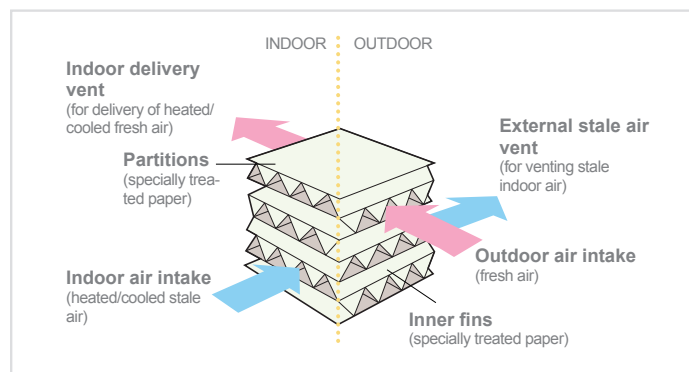 INDOOR OUTDOOR
Indoor delivery
vent
(for delivery of heated/
cooled fresh air)
External stale air
vent
(for venting stale
indoor air)
Partitions
(specially trea-
ted paper)
Outdoor air intake
(fresh air)
Indoor air intake
(heated/cooled stale
air)
Inner fins
(specially treated paper)